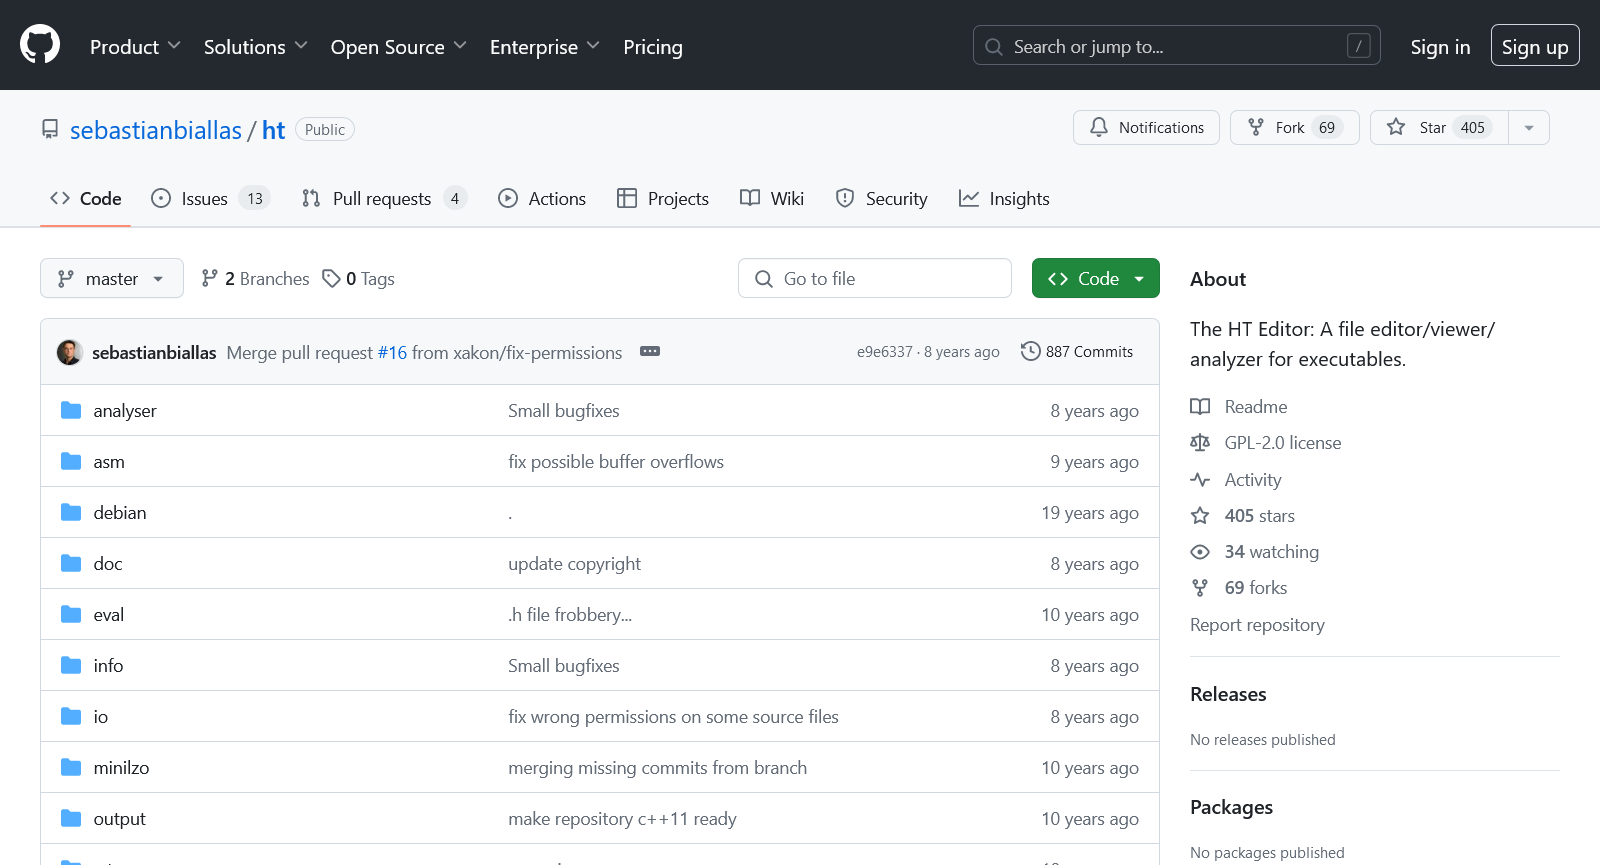 Product Solutions Open Source Enterprise Pricing Search or jump to... / Sign in Sign up
sebastianbiallas / ht Public Notifications Fork 69 Star 405
Code Issues 13 Pull requests 4 Actions Projects Wiki Security Insights
master 2 Branches 0 Tags Go to file Code
sebastianbiallas Merge pull request #16 from xakon/fix-permissions e9e6337 · 8 years ago 887 Commits
analyser Small bugfixes 8 years ago
asm fix possible buffer overflows 9 years ago
debian . 19 years ago
doc update copyright 8 years ago
eval .h file frobbery... 10 years ago
info Small bugfixes 8 years ago
io fix wrong permissions on some source files 8 years ago
minilzo merging missing commits from branch 10 years ago
output make repository c++11 ready 10 years ago
About
The HT Editor: A file editor/viewer/
analyzer for executables.
Readme
GPL-2.0 license
Activity
405 stars
34 watching
69 forks
Report repository
Releases
No releases published
Packages
No packages published